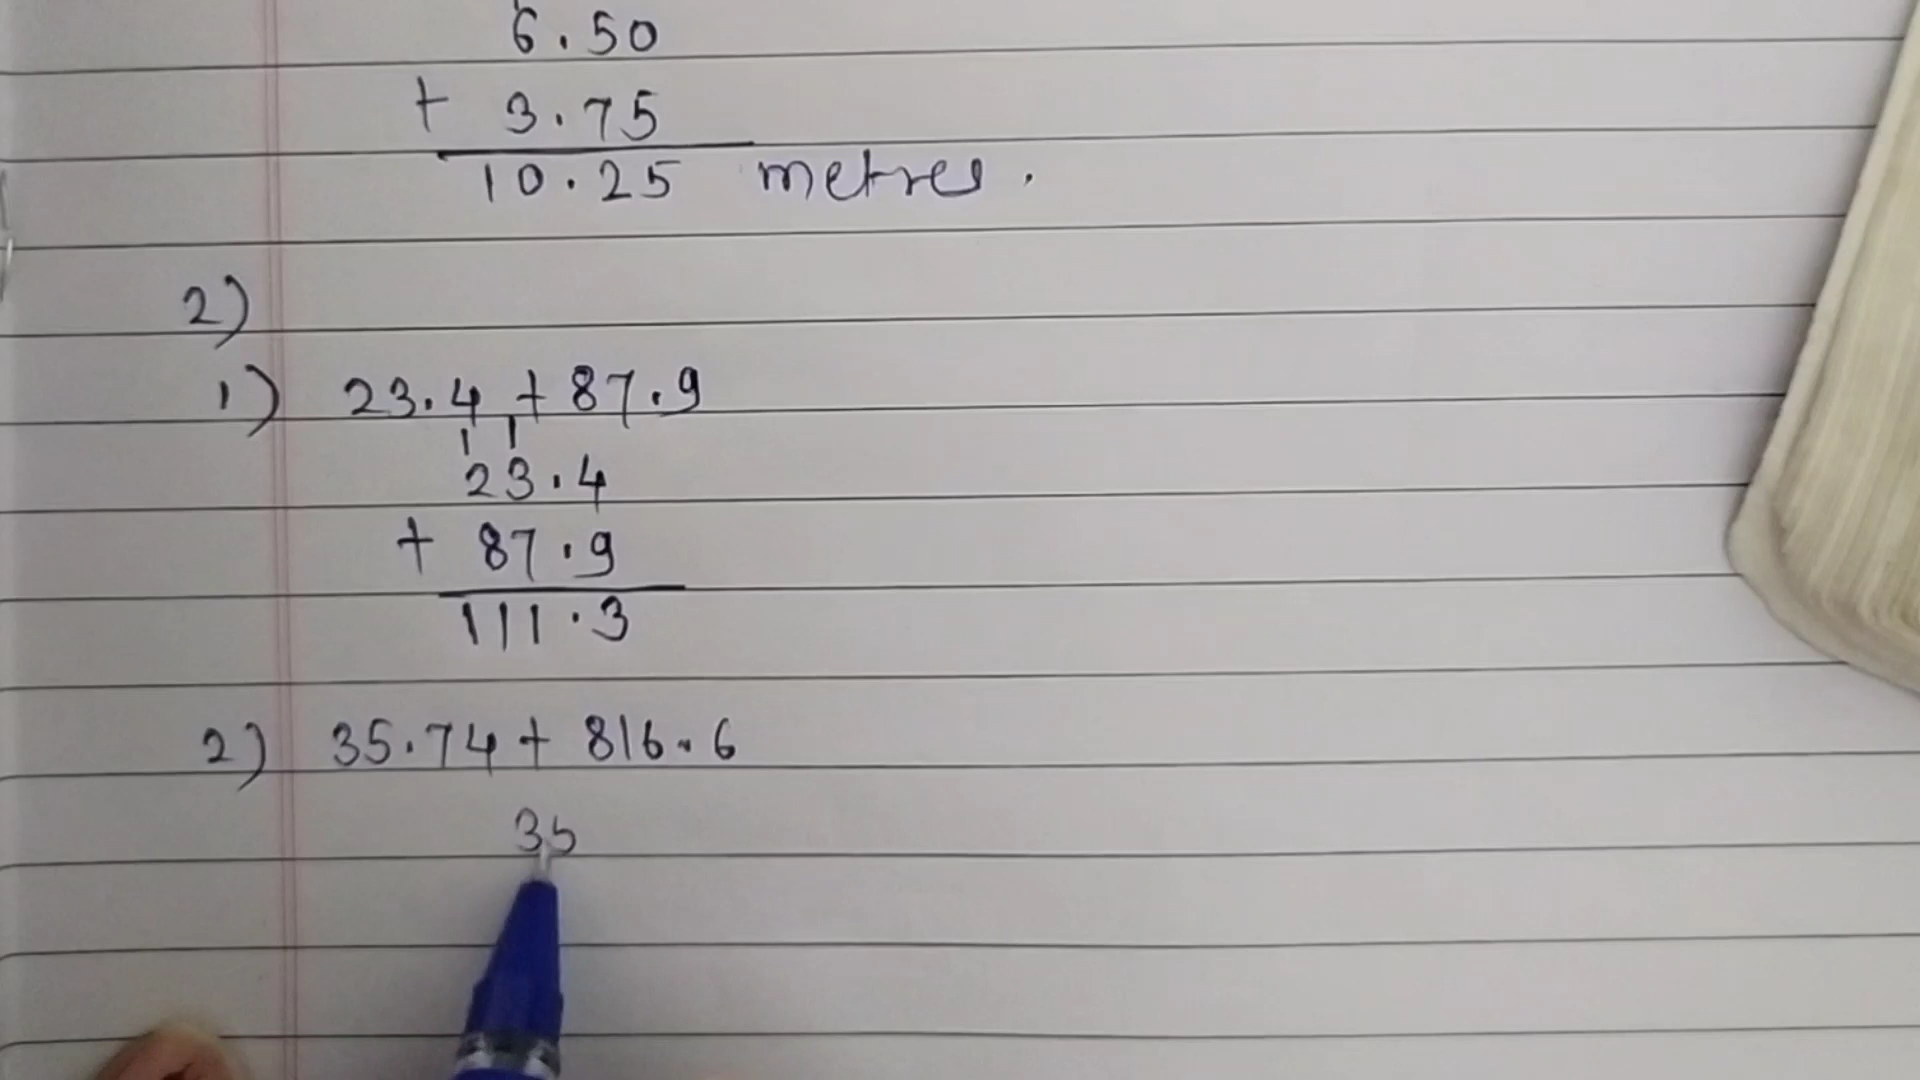 6.50
+ 3.75
10.25 metres.
2)
1) 23.4 + 87.9
1 1
23.4
+ 87.9
111.3
2) 35.74 + 816.6
35